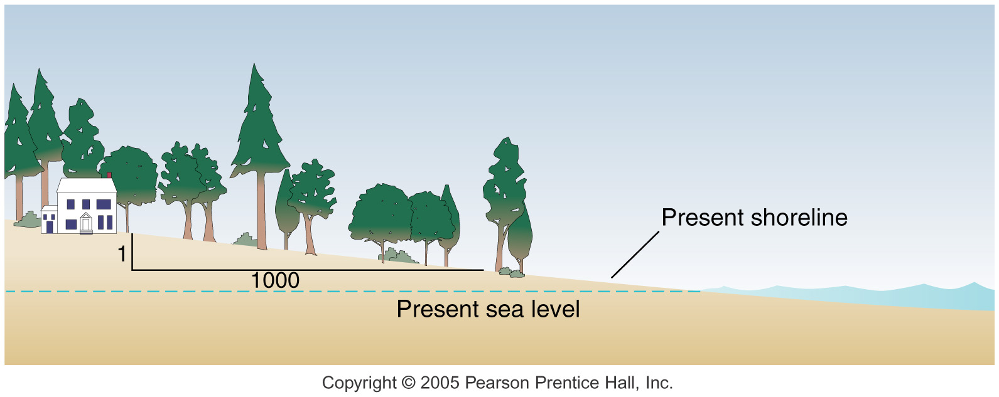 Present shoreline
1
1000
Present sea level
Copyright © 2005 Pearson Prentice Hall, Inc.